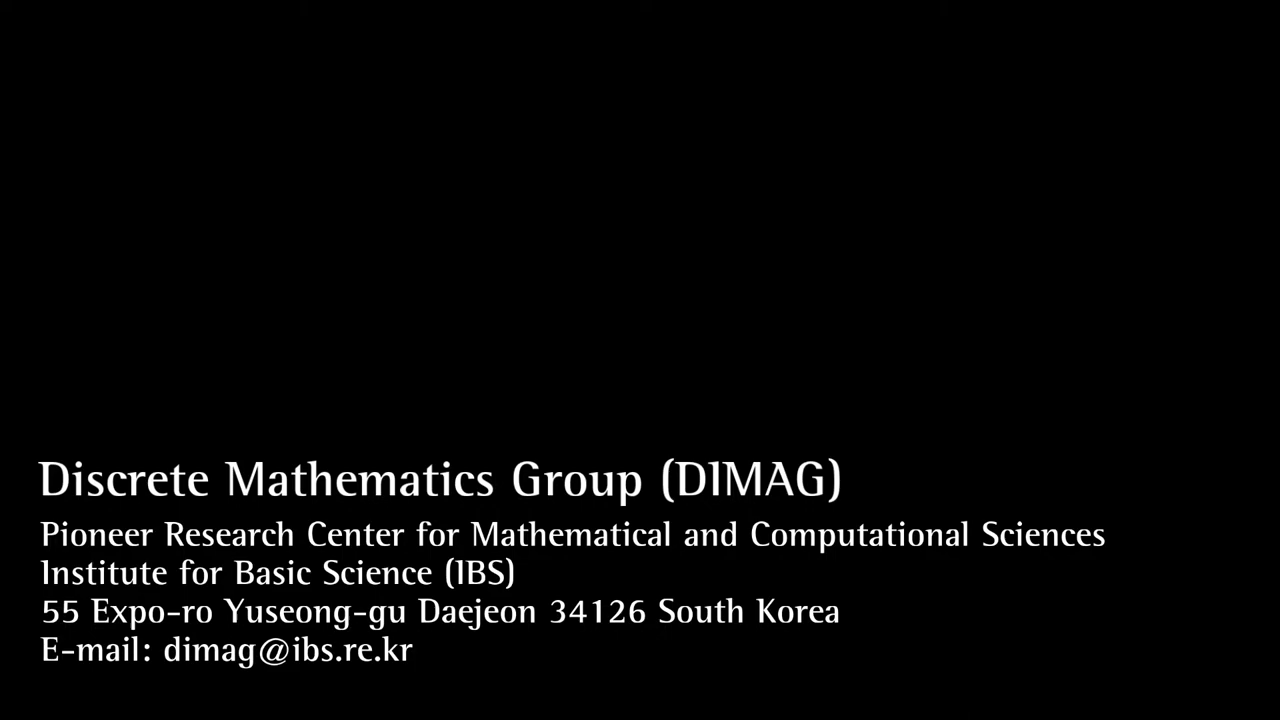 Discrete Mathematics Group (DIMAG)
Pioneer Research Center for Mathematical and Computational Sciences
Institute for Basic Science (IBS)
55 Expo-ro Yuseong-gu Daejeon 34126 South Korea
E-mail: dimag@ibs.re.kr